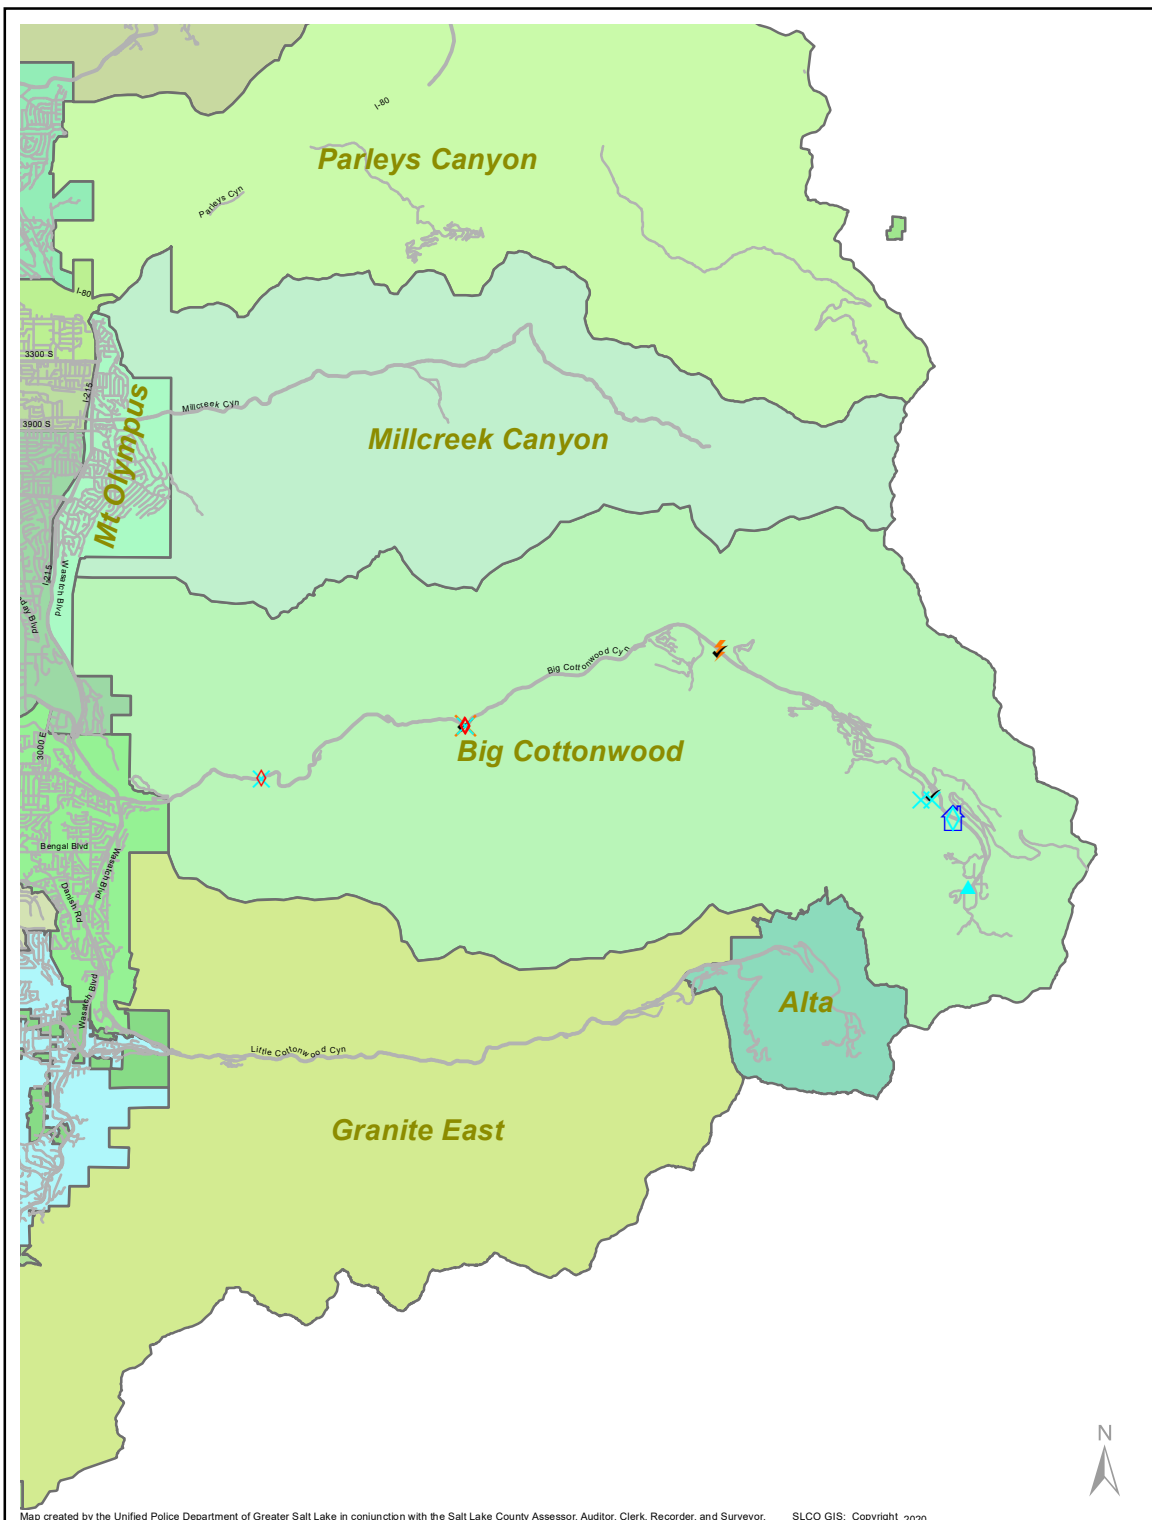 I-80
Parleys Canyon
Parleys Cyn
I-80
3300 S
I-215
Millcreek Cyn
3900 S
Mt Olympus
Millcreek Canyon
I-215
Wasatch Blvd
day Blvd
Big Cottonwood Cyn
3000 E
Big Cottonwood
Bengal Blvd
Wasatch Blvd
Danish Rd
Wasatch Blvd
Alta
Little Cottonwood Cyn
Granite East
N
Map created by the Unified Police Department of Greater Salt Lake in conjunction with the Salt Lake County Assessor, Auditor, Clerk, Recorder, and Surveyor. SLCO GIS: Copyright 2020